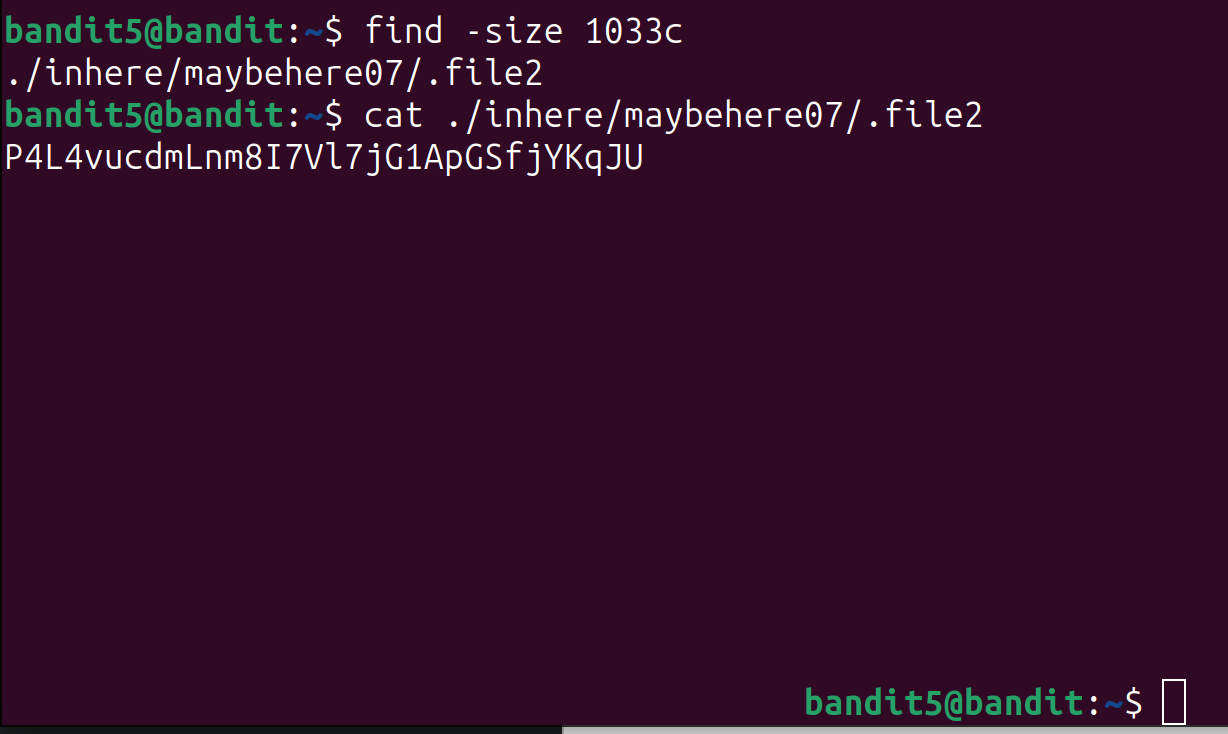 bandit5@bandit:~$ find -size 1033c
./inhere/maybehere07/.file2
bandit5@bandit:~$ cat ./inhere/maybehere07/.file2
P4L4vucdmLnm8I7Vl7jG1ApGSfjYKqJU
bandit5@bandit:~$